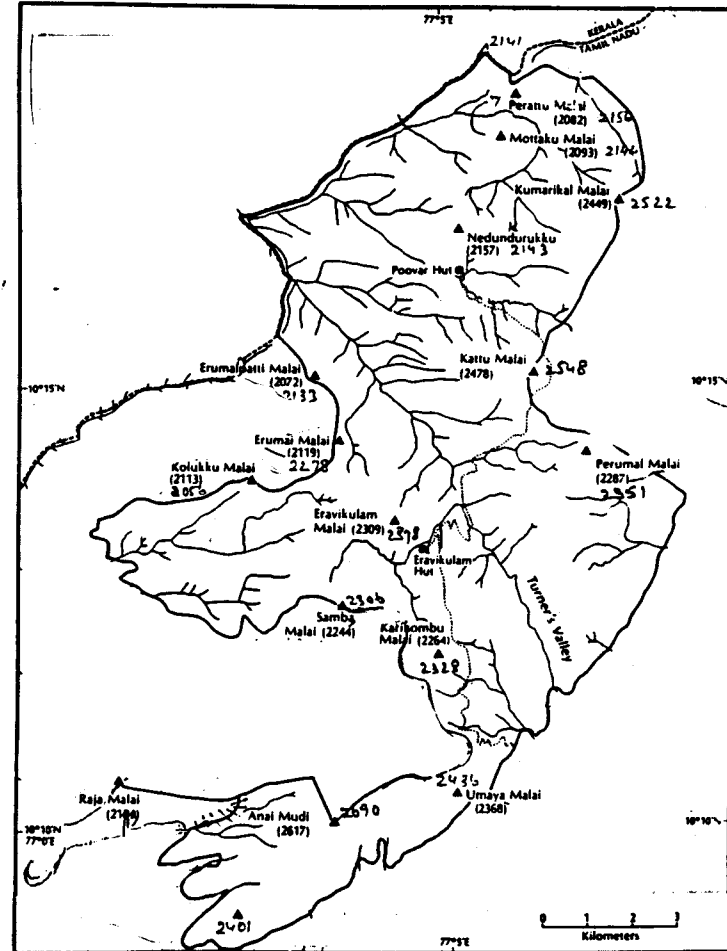 77°5'E
2141
KERALA
TAMIL NADU
Perattu Malai
(2082)
2150
Mottaku Malai
(2093)
Kumarikal Malai
(2449)
2522
Nedundurukku
(2157) 2143
Poovar Hut
Kattu Malai
(2478)
2548
Erumalpatti Malai
(2072)
2133
10°15'N
10°15'N
Erumai Malai
(2119)
2278
Kolukku Malai
(2113)
Perumal Malai
(2287)
2351
Eravikulam
Malai (2309)
2398
Eravikulam
Hut
Turner's Valley
2306
Samba
Malai (2244)
Karikombu
Malai (2264)
2328
2436
Umaya Malai
(2368)
Raja Malai
Anai Mudi
(2617)
2690
10°10'N
77°0'E
10°10'N
2401
77°5'E
0 1 2 3
Kilometers